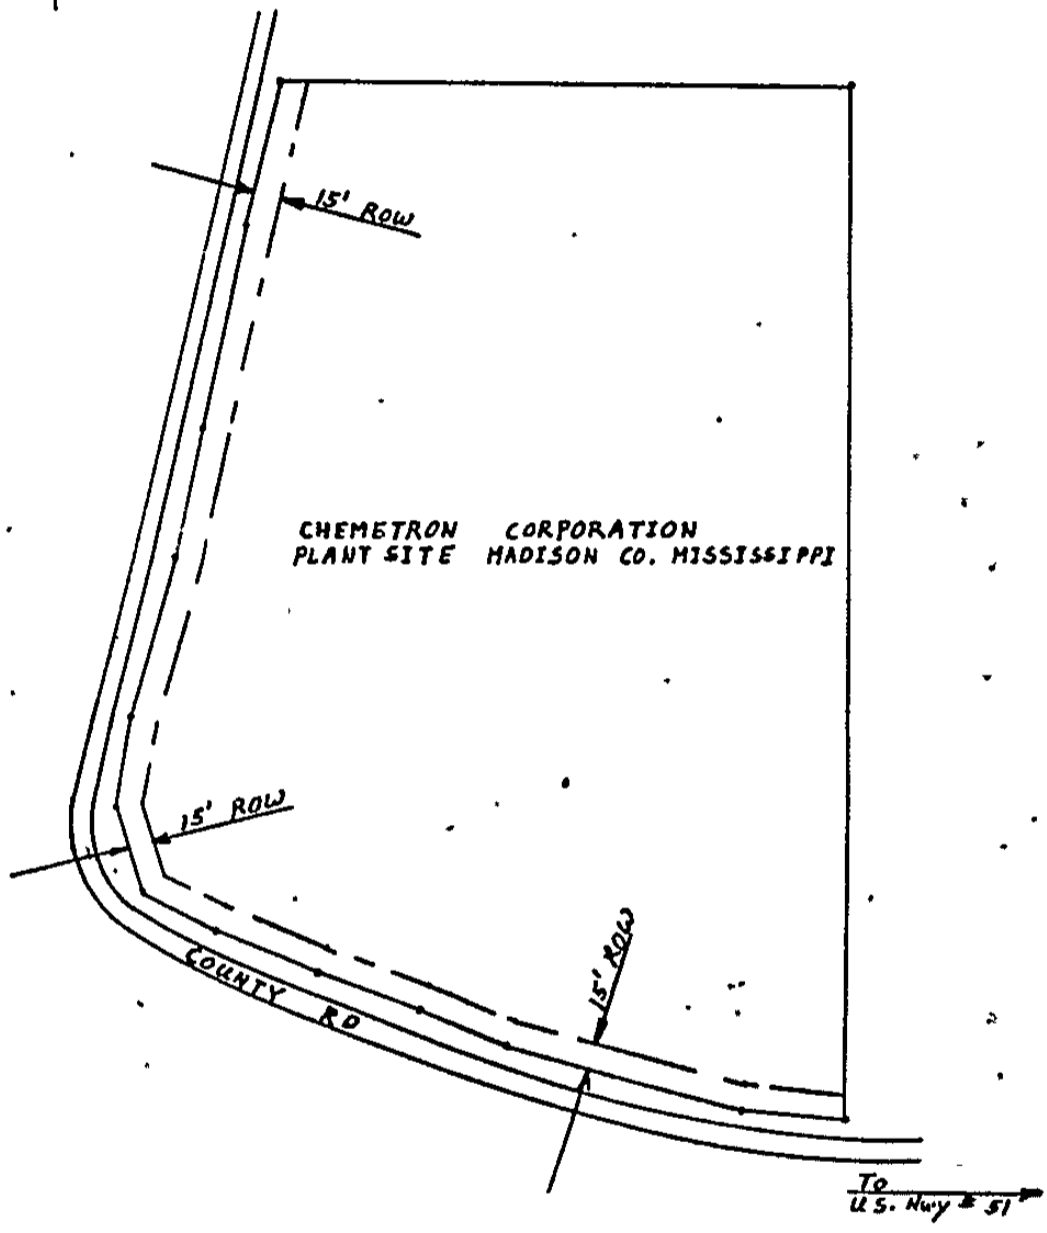 15' ROW
CHEMETRON CORPORATION
PLANT SITE MADISON CO. MISSISSIPPI
15' ROW
15' ROW
COUNTY RD
TO
U.S. Hwy # 51